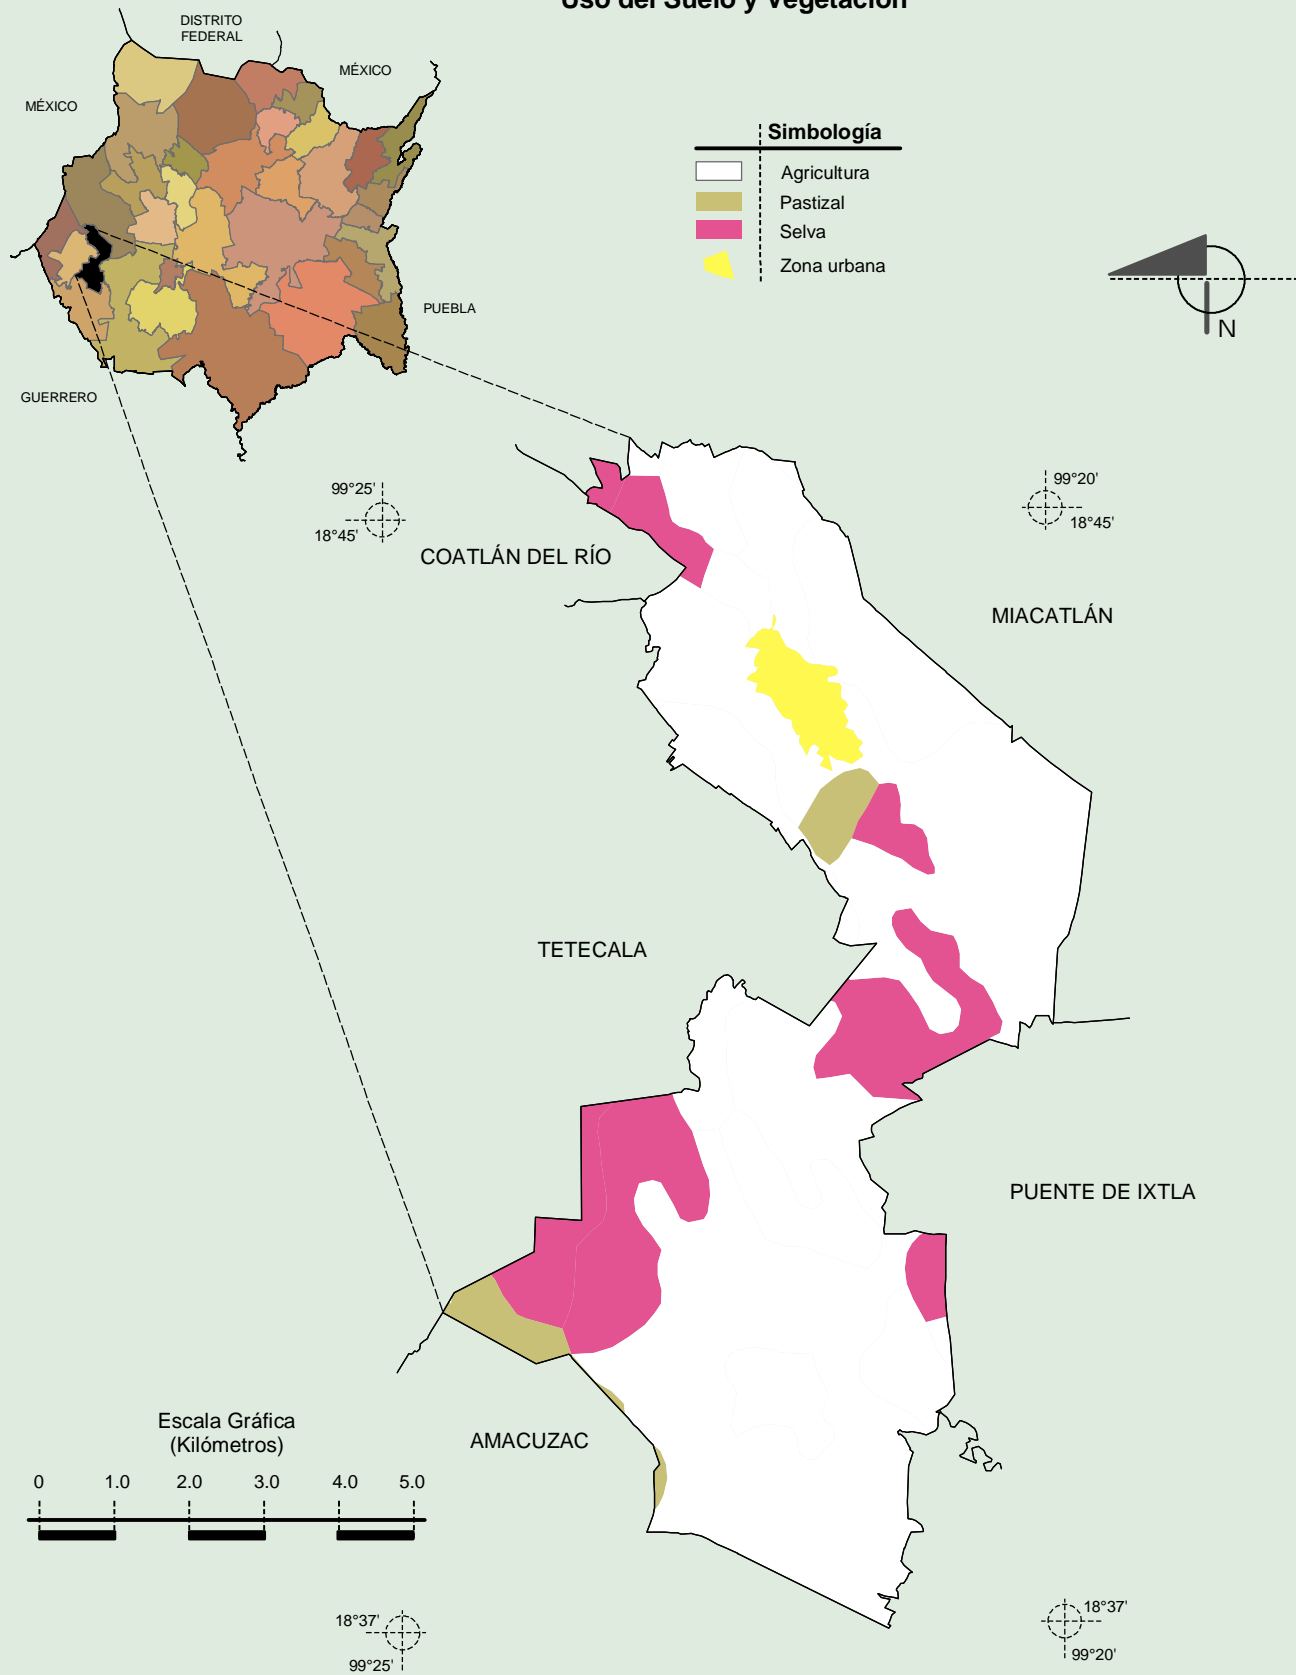 Uso del Suelo y Vegetación
DISTRITO
FEDERAL
MÉXICO
MÉXICO
PUEBLA
GUERRERO
Simbología
Agricultura
Pastizal
Selva
Zona urbana
N
99°25'
18°45'
99°20'
18°45'
COATLÁN DEL RÍO
MIACATLÁN
TETECALA
PUENTE DE IXTLA
AMACUZAC
Escala Gráfica
(Kilómetros)
0 1.0 2.0 3.0 4.0 5.0
18°37'
99°25'
18°37'
99°20'